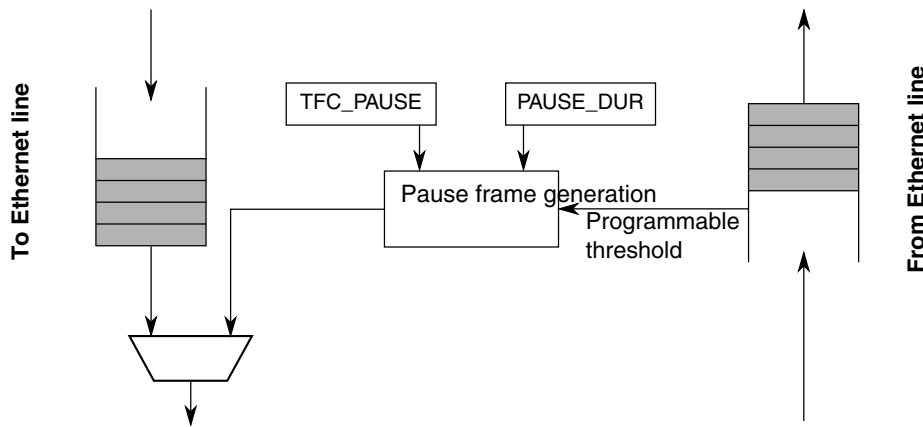 To Ethernet line
TFC_PAUSE
PAUSE_DUR
Pause frame generation
Programmable
threshold
From Ethernet line